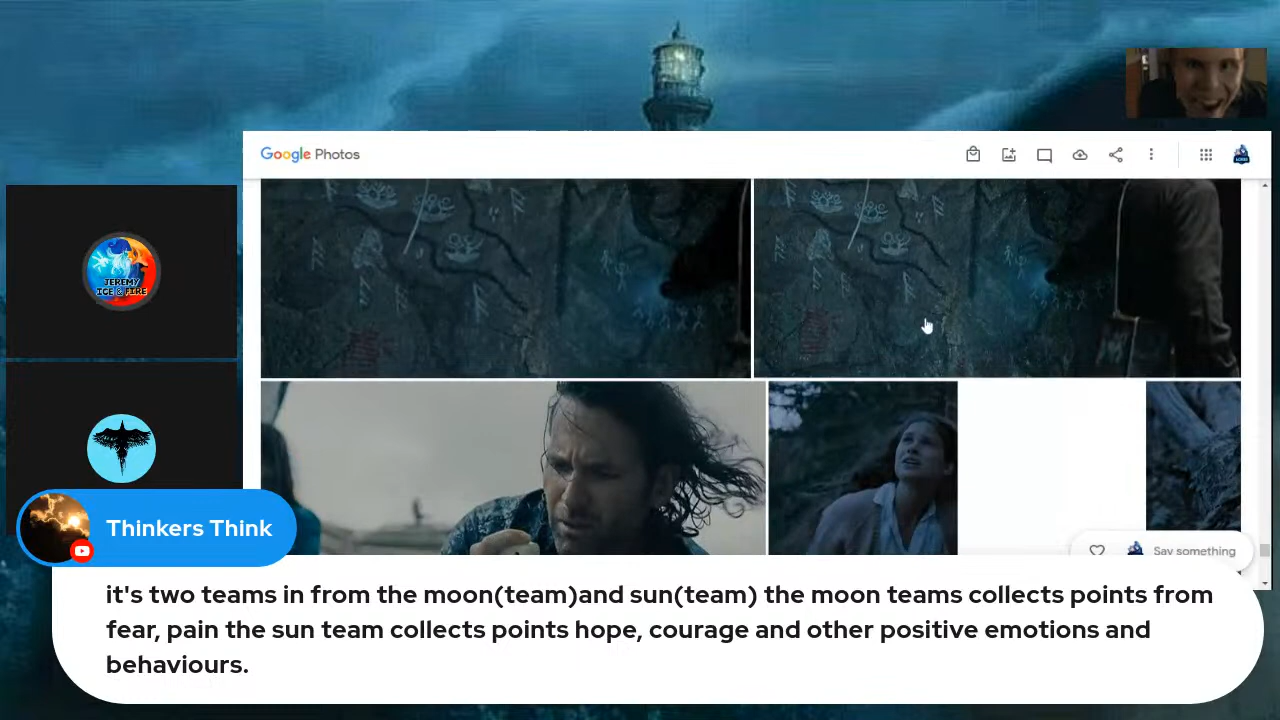 Google Photos
JEREMY
ICE & FIRE
Say something
Thinkers Think
it's two teams in from the moon(team)and sun(team) the moon teams collects points from
fear, pain the sun team collects points hope, courage and other positive emotions and
behaviours.